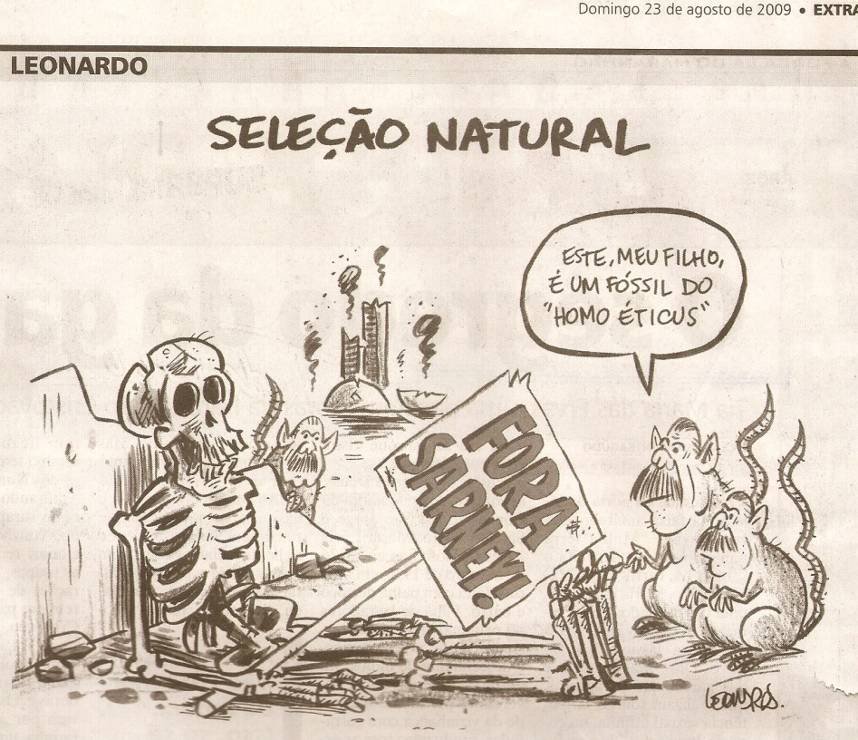 Domingo 23 de agosto de 2009 • EXTRA
LEONARDO
SELEÇÃO NATURAL
ESTE, MEU FILHO,
É UM FÓSSIL DO
"HOMO ÉTICUS"
FORA
SARNEY!
LEONARDO.